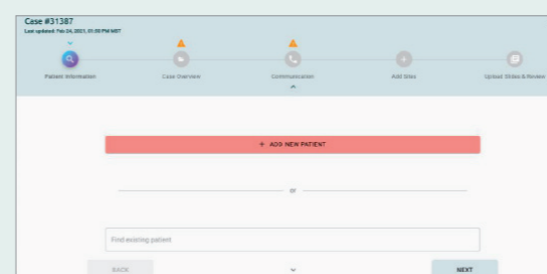 Case #31387
Last updated: Feb 24, 2021, 01:55 PM MST
Patient Information
Case Overview
Communication
Add Sites
Upload Slides & Review
+ ADD NEW PATIENT
or
Find existing patient
BACK
NEXT